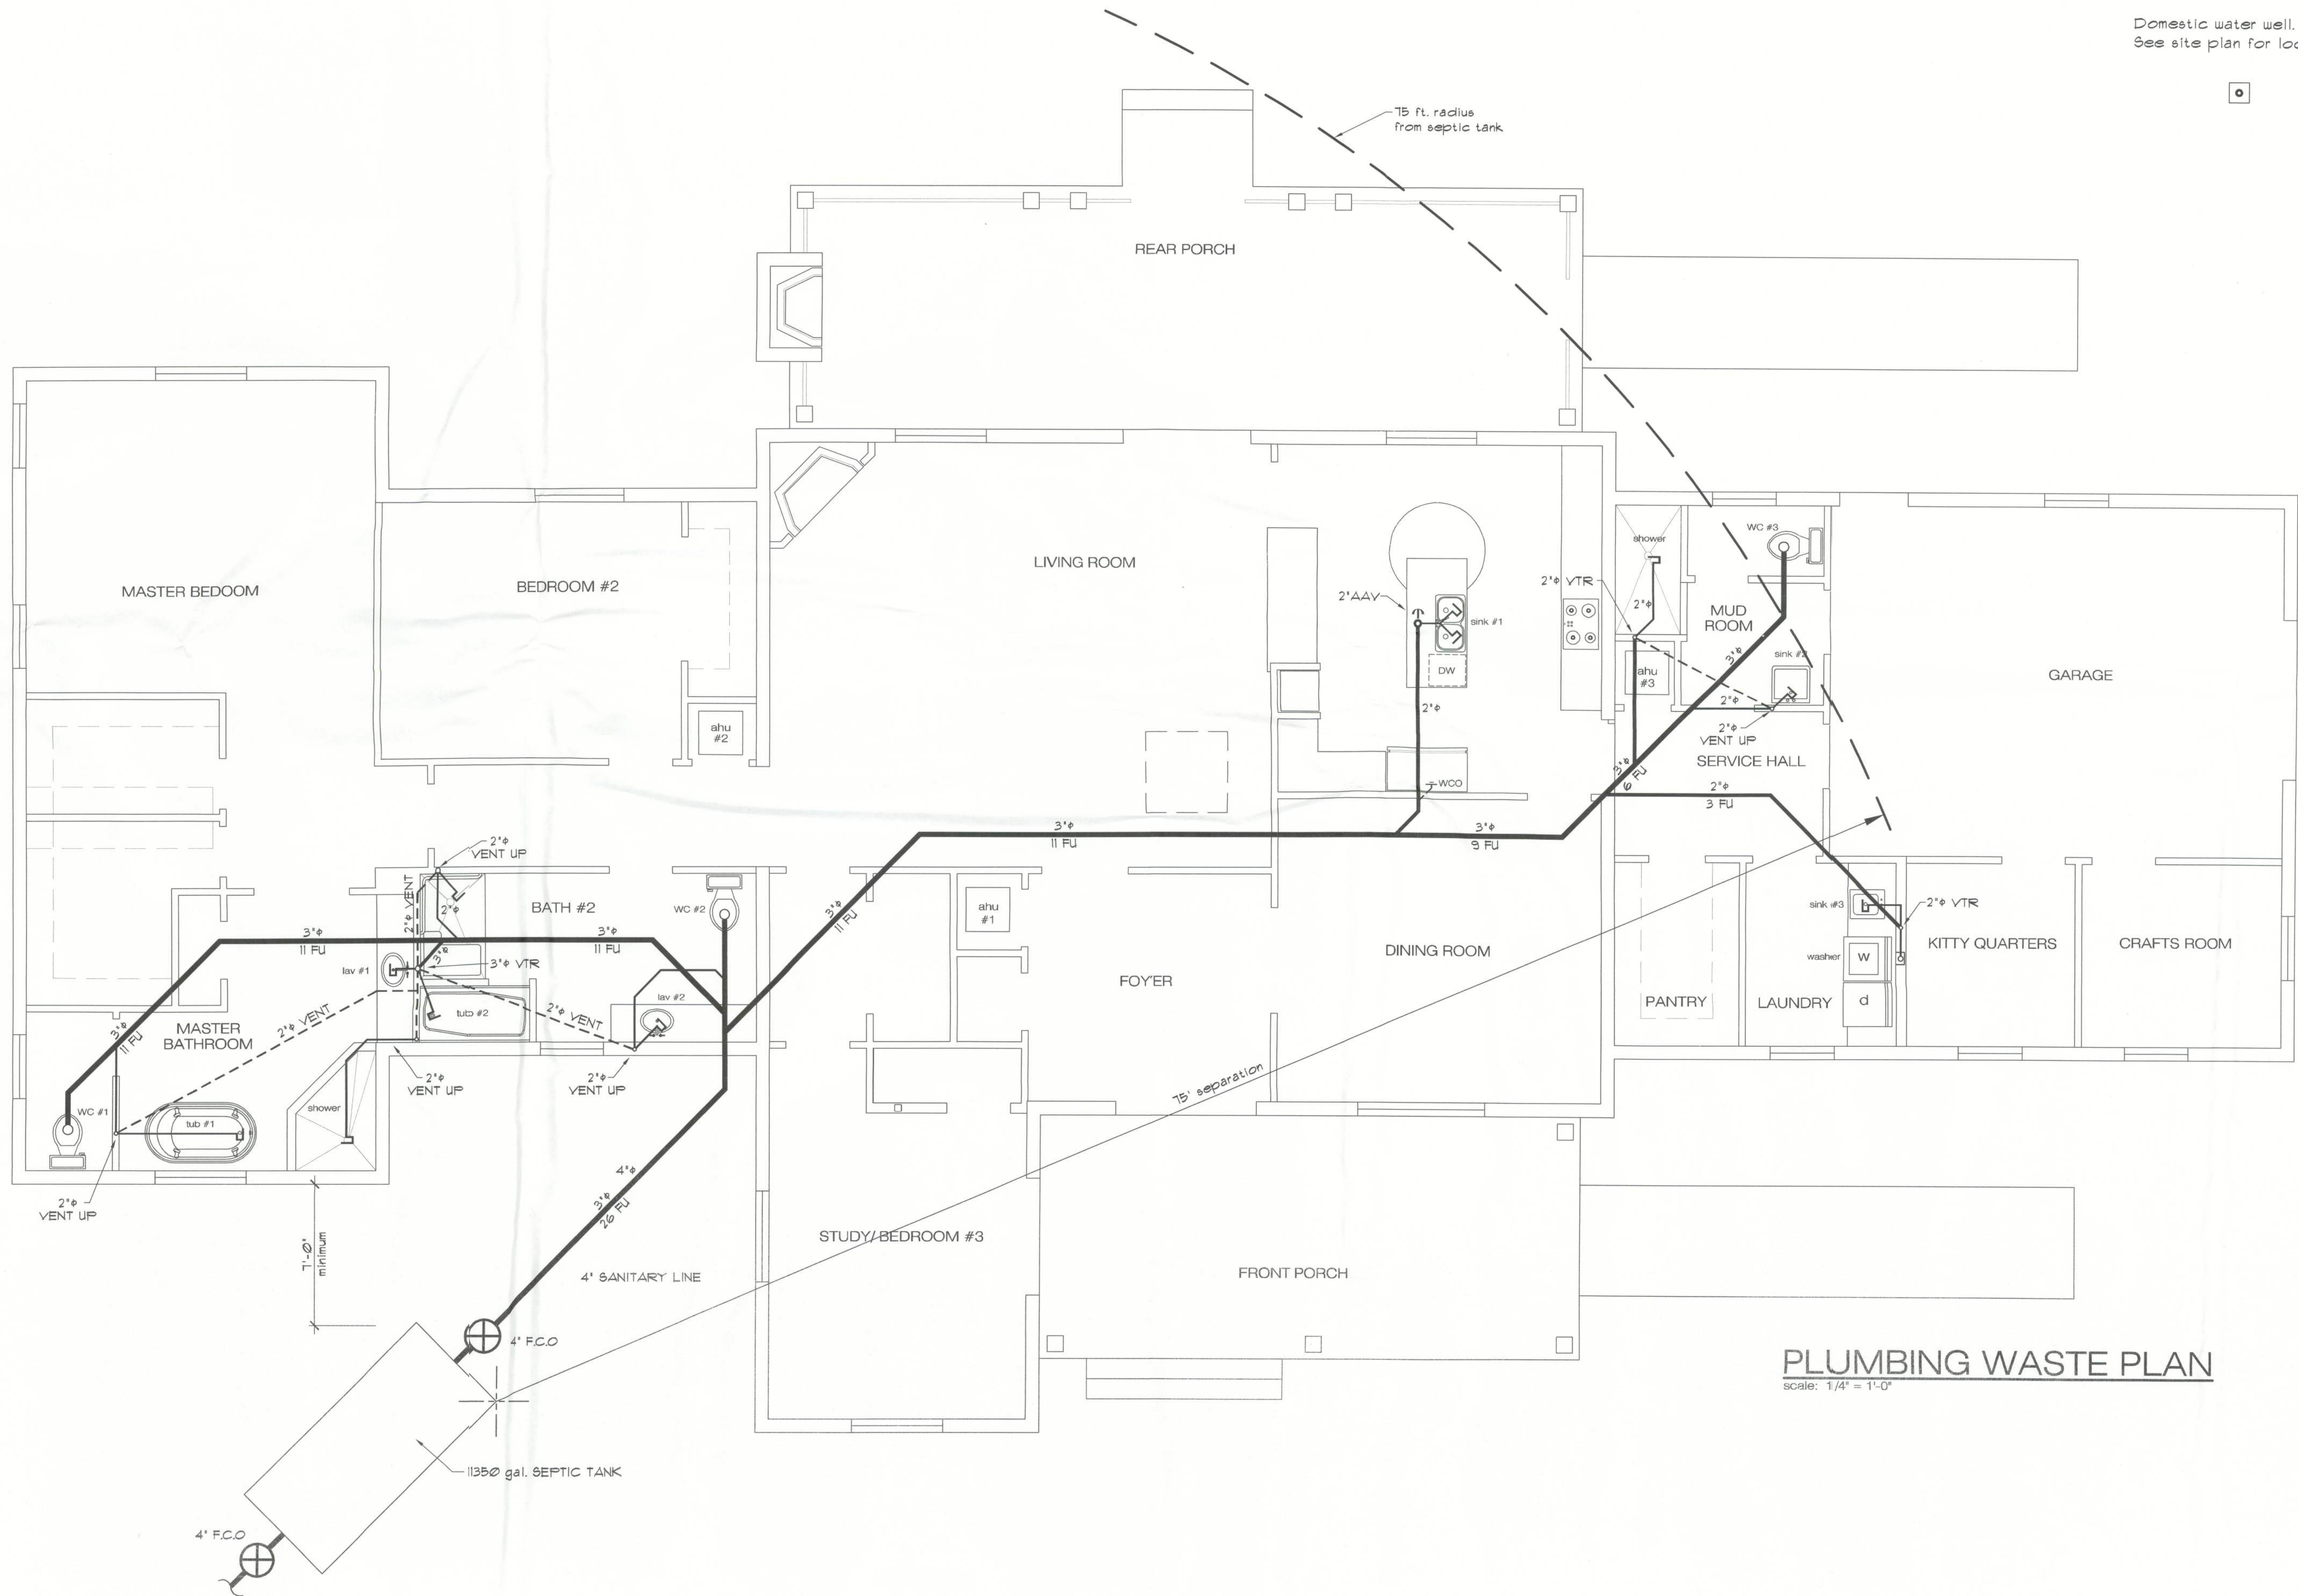 Domestic water well.
See site plan for loc
75 ft. radius
from septic tank
REAR PORCH
MASTER BEDOOM
BEDROOM #2
LIVING ROOM
2"AAV
sink #1
DW
2"ϕ
WCO
shower
WC #3
2"ϕ VTR
2"ϕ
MUD
ROOM
ahu
#3
sink #2
3"ϕ
2"ϕ
2"ϕ
VENT UP
SERVICE HALL
3"ϕ
6 FU
2"ϕ
3 FU
GARAGE
ahu
#2
3"ϕ
11 FU
3"ϕ
9 FU
2"ϕ
VENT UP
2"ϕ VENT
2"ϕ
BATH #2
WC #2
3"ϕ
11 FU
3"ϕ
11 FU
3"ϕ
11 FU
ahu
#1
lav #1
3"ϕ
3"ϕ VTR
tub #2
2"ϕ VENT
lav #2
FOYER
DINING ROOM
PANTRY
LAUNDRY
sink #3
washer
W
d
2"ϕ VTR
KITTY QUARTERS
CRAFTS ROOM
3"ϕ
11 FU
MASTER
BATHROOM
2"ϕ VENT
2"ϕ
VENT UP
2"ϕ
VENT UP
WC #1
tub #1
shower
2"ϕ
VENT UP
75' separation
4"ϕ
3"ϕ
26 FU
7'-0"
minimum
4" SANITARY LINE
STUDY/BEDROOM #3
FRONT PORCH
4" F.C.O
11350 gal. SEPTIC TANK
4" F.C.O
PLUMBING WASTE PLAN
scale: 1/4" = 1'-0"